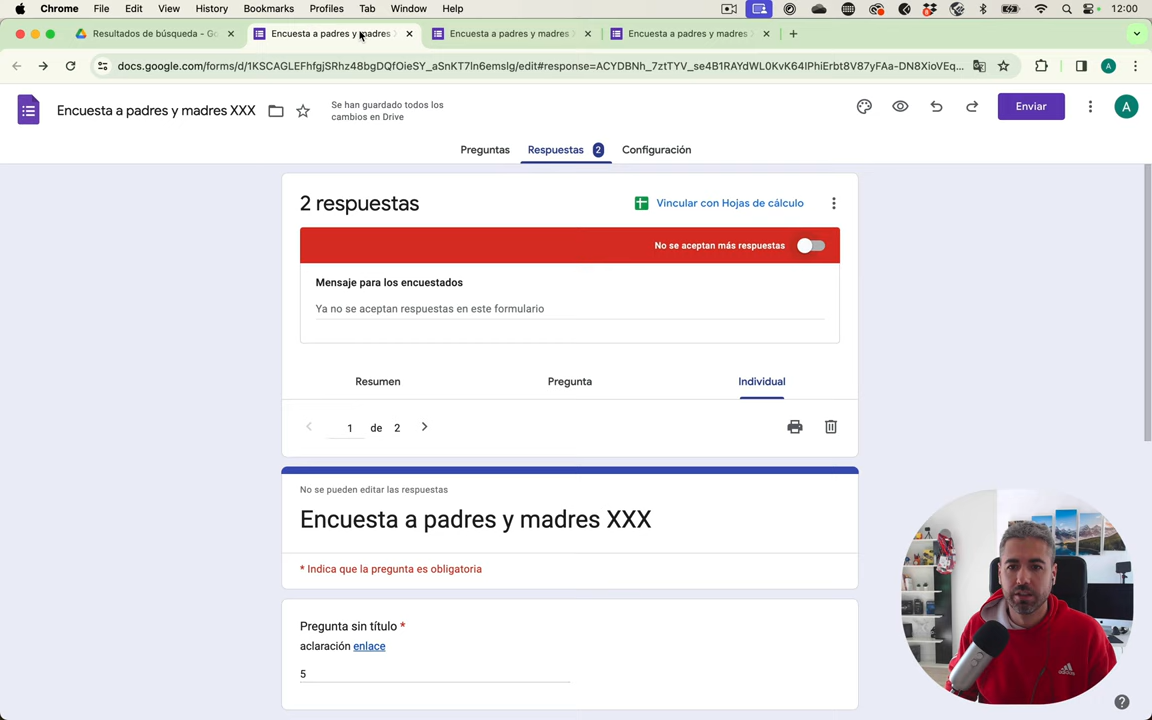 Chrome File Edit View History Bookmarks Profiles Tab Window Help 12:00
Resultados de búsqueda - Go Encuesta a padres y madres Encuesta a padres y madres Encuesta a padres y madres
docs.google.com/forms/d/1KSCAGLEFhfgjSRhz48bgDQfOieSY_aSnKT7ln6emslg/edit#response=ACYDBNh_7ztTYV_se4B1RAYdWL0KvK64lPhiErbt8V87yFAa-DN8XioVEq...
Encuesta a padres y madres XXX
Se han guardado todos los
cambios en Drive
Enviar
A
Preguntas Respuestas 2 Configuración
2 respuestas
Vincular con Hojas de cálculo
No se aceptan más respuestas
Mensaje para los encuestados
Ya no se aceptan respuestas en este formulario
Resumen Pregunta Individual
1 de 2
No se pueden editar las respuestas
Encuesta a padres y madres XXX
* Indica que la pregunta es obligatoria
Pregunta sin título *
aclaración enlace
5